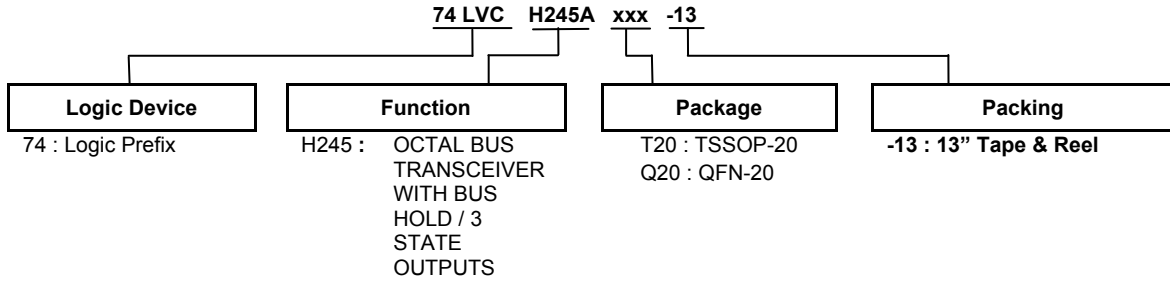 74 LVC H245A xxx -13
Logic Device
Function
Package
Packing
74 : Logic Prefix
H245 : OCTAL BUS
TRANSCEIVER
WITH BUS
HOLD / 3
STATE
OUTPUTS
T20 : TSSOP-20
Q20 : QFN-20
-13 : 13” Tape & Reel